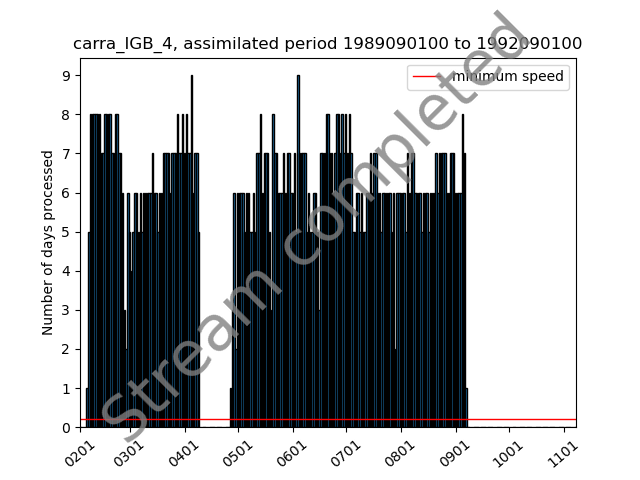 carra_IGB_4, assimilated period 1989090100 to 1992090100
minimum speed
Number of days processed
9
8
7
6
5
4
3
2
1
0
0201 0301 0401 0501 0601 0701 0801 0901 1001 1101
Stream completed